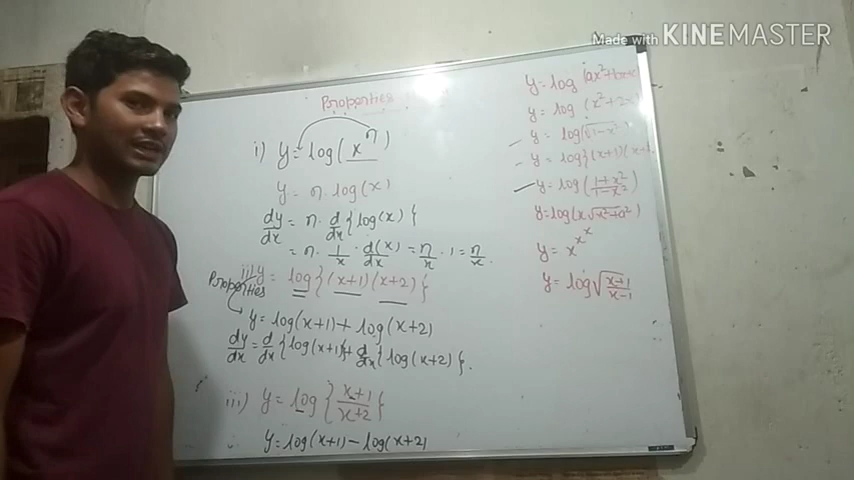 Made with KINEMASTER
Properties
i) y = log(x^n)
y = n · log(x)
dy/dx = n · d/dx {log(x)}
= n · 1/x · d(x)/dx = n/x · 1 = n/x.
ii) y = log{(x+1)(x+2)}
Properties
y = log(x+1) + log(x+2)
dy/dx = d/dx {log(x+1)} + d/dx {log(x+2)}.
iii) y = log{(x+1)/(x+2)}
y = log(x+1) − log(x+2)
y = log (ax²+bx+c)
y = log (x²+2
y = log(√1−x²
y = log{(x+1)(x+2
y = log((1+x²)/(1−x²))
y = log(x√x²+a²)
y = x^x^x
y = log√((x+1)/(x−1))